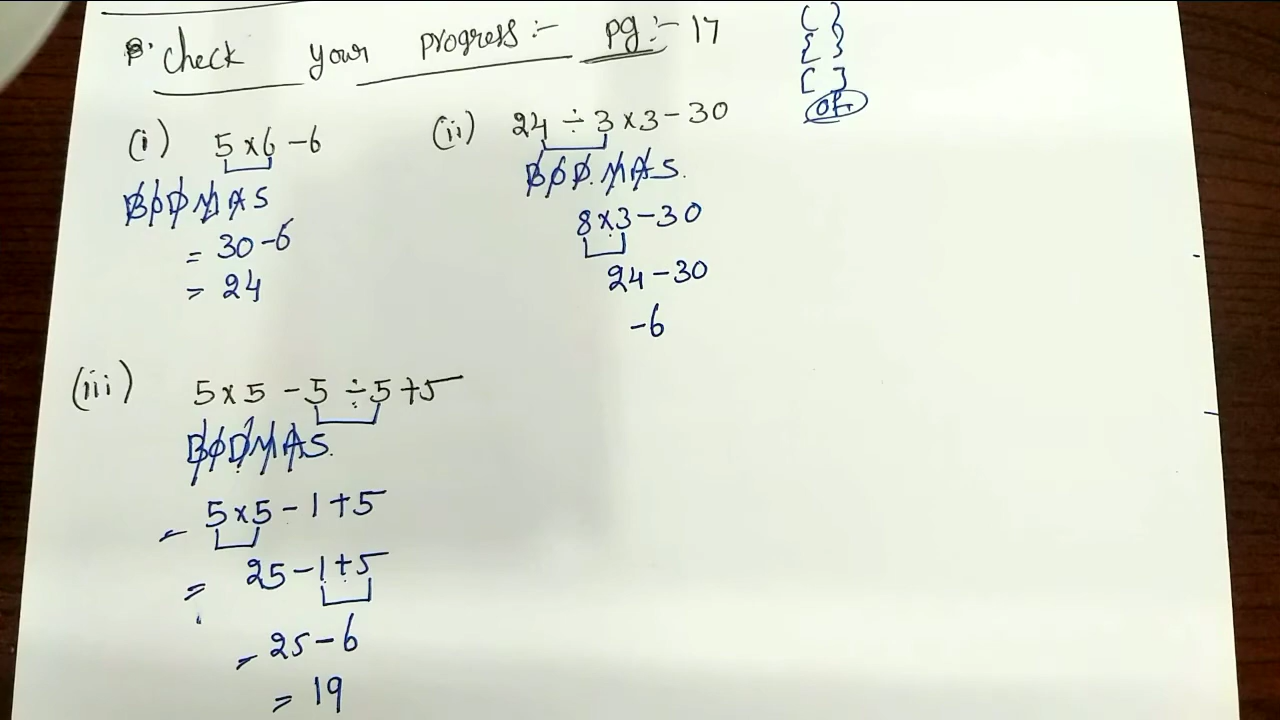 check your progress :- pg :- 17
( )
{ }
[ ]
of
(i) 5 × 6 - 6
BODMAS
= 30 - 6
= 24
(ii) 24 ÷ 3 × 3 - 30
BODMAS.
8 × 3 - 30
24 - 30
-6
(iii) 5 × 5 - 5 ÷ 5 + 5
BODMAS.
= 5 × 5 - 1 + 5
= 25 - 1 + 5
= 25 - 6
= 19